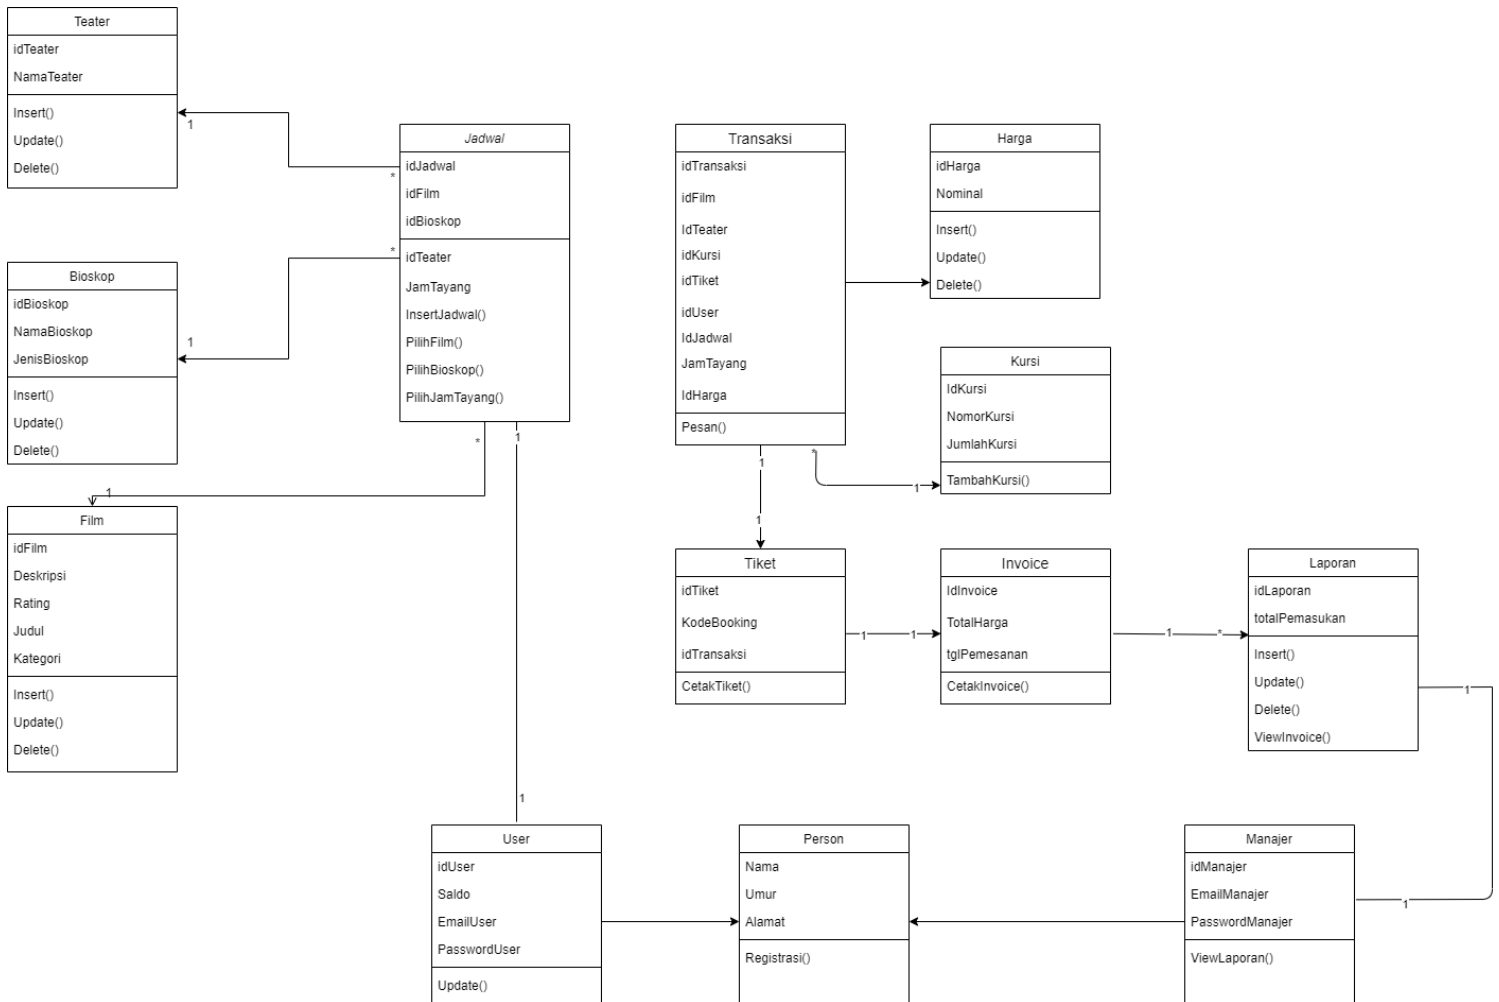 Teater
idTeater
NamaTeater
Insert()
Update()
Delete()
1
*
Jadwal
idJadwal
idFilm
idBioskop
idTeater
JamTayang
InsertJadwal()
PilihFilm()
PilihBioskop()
PilihJamTayang()
*
1
Bioskop
idBioskop
NamaBioskop
JenisBioskop
Insert()
Update()
Delete()
*
1
1
Film
idFilm
Deskripsi
Rating
Judul
Kategori
Insert()
Update()
Delete()
Transaksi
idTransaksi
idFilm
IdTeater
idKursi
idTiket
idUser
IdJadwal
JamTayang
IdHarga
Pesan()
Harga
idHarga
Nominal
Insert()
Update()
Delete()
Kursi
IdKursi
NomorKursi
JumlahKursi
TambahKursi()
*
1
1
1
Tiket
idTiket
KodeBooking
idTransaksi
CetakTiket()
1
1
Invoice
IdInvoice
TotalHarga
tglPemesanan
CetakInvoice()
1
*
Laporan
idLaporan
totalPemasukan
Insert()
Update()
Delete()
ViewInvoice()
1
1
1
User
idUser
Saldo
EmailUser
PasswordUser
Update()
Person
Nama
Umur
Alamat
Registrasi()
Manajer
idManajer
EmailManajer
PasswordManajer
ViewLaporan()